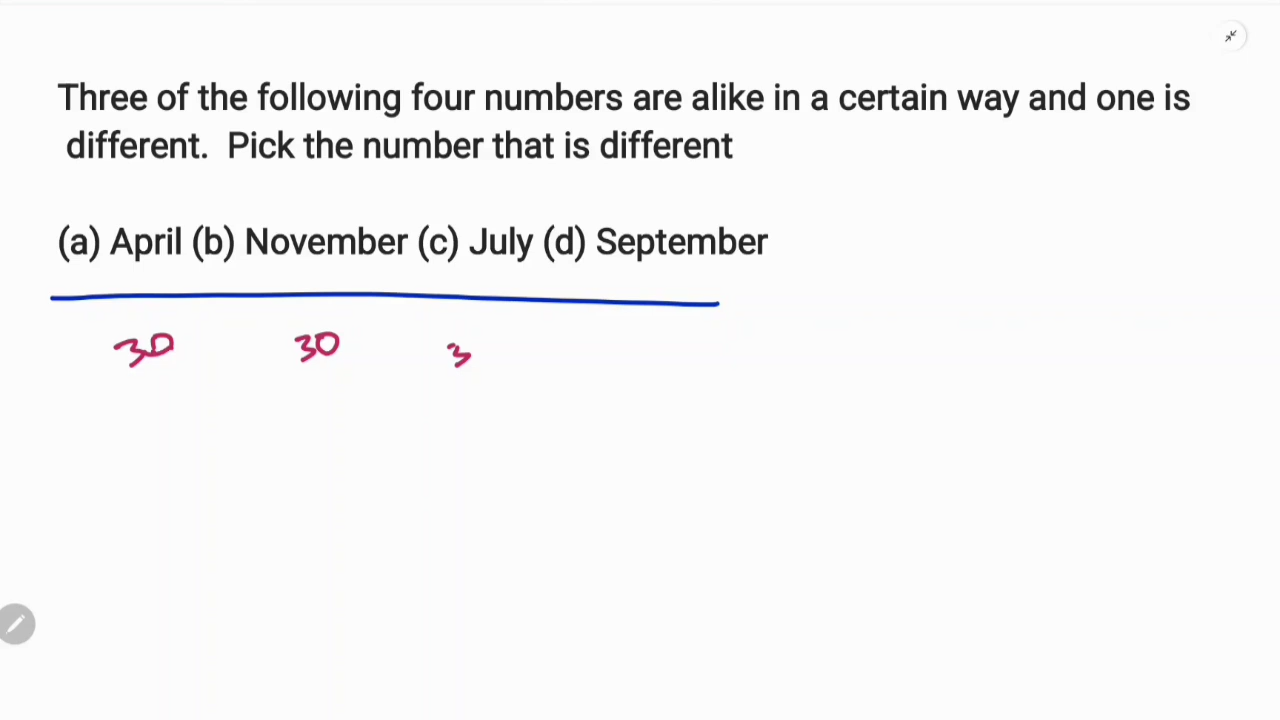 Three of the following four numbers are alike in a certain way and one is
different. Pick the number that is different
(a) April (b) November (c) July (d) September
30 30 3